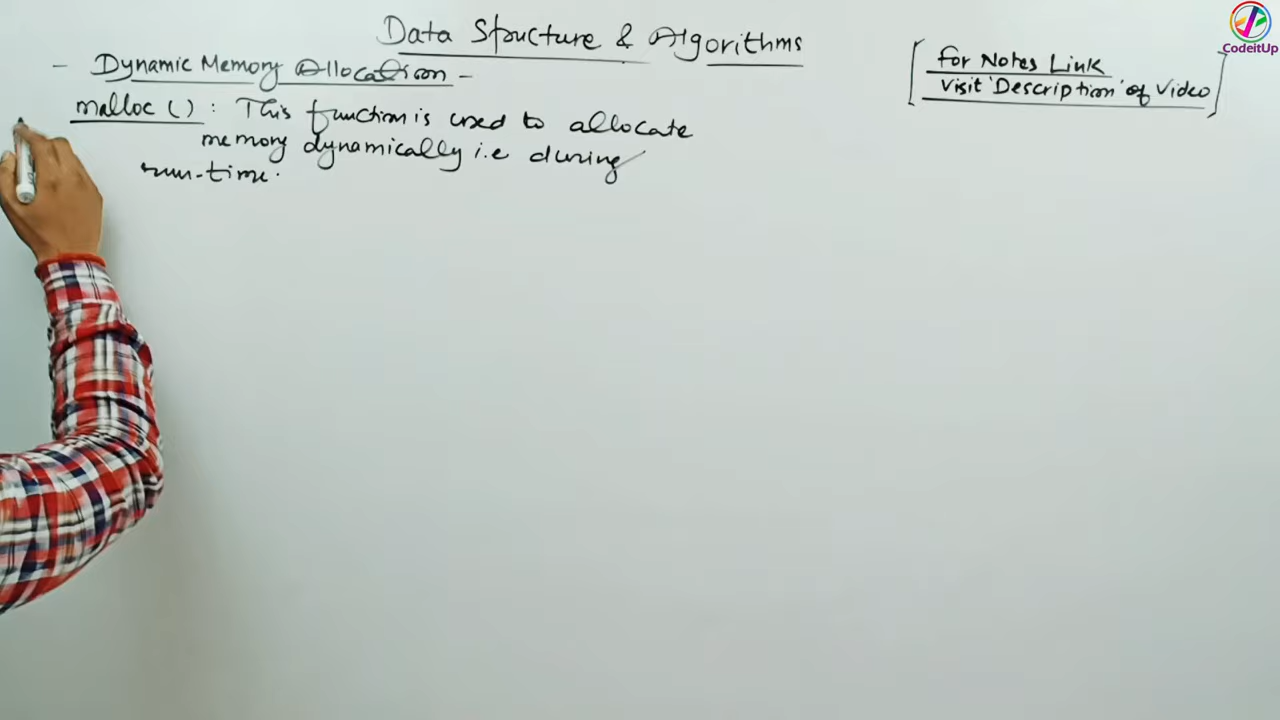 Data Structure & Algorithms
- Dynamic Memory Allocation -
malloc () : This function is used to allocate
memory dynamically i.e during
run-time.
[for Notes Link
Visit 'Description' of Video]
CodeitUp